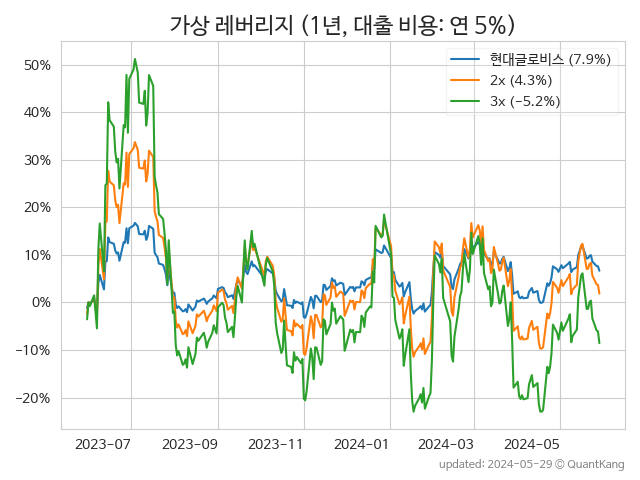 가상 레버리지 (1년, 대출 비용: 연 5%)
현대글로비스 (7.9%)
2x (4.3%)
3x (−5.2%)
50%
40%
30%
20%
10%
0%
−10%
−20%
2023-07
2023-09
2023-11
2024-01
2024-03
2024-05
updated: 2024-05-29 © QuantKang